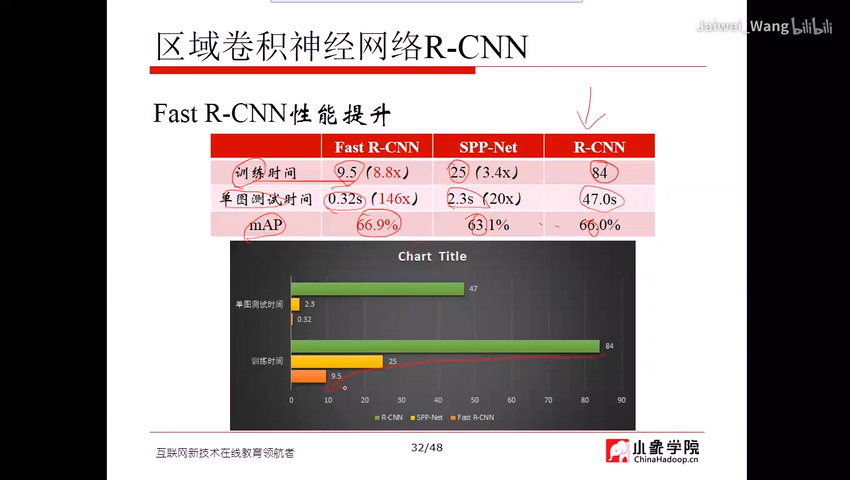 Jaiwei_Wang bilibili
区域卷积神经网络R-CNN
Fast R-CNN性能提升
Fast R-CNN SPP-Net R-CNN
训练时间 9.5(8.8x) 25(3.4x) 84
单图测试时间 0.32s(146x) 2.3s(20x) 47.0s
mAP 66.9% 63.1% 66.0%
Chart Title
47
单图测试时间 2.3
0.32
84
训练时间 25
9.5
0 10 20 30 40 50 60 70 80 90
R-CNN SPP-Net Fast R-CNN
互联网新技术在线教育领航者
32/48
小象学院
ChinaHadoop.cn